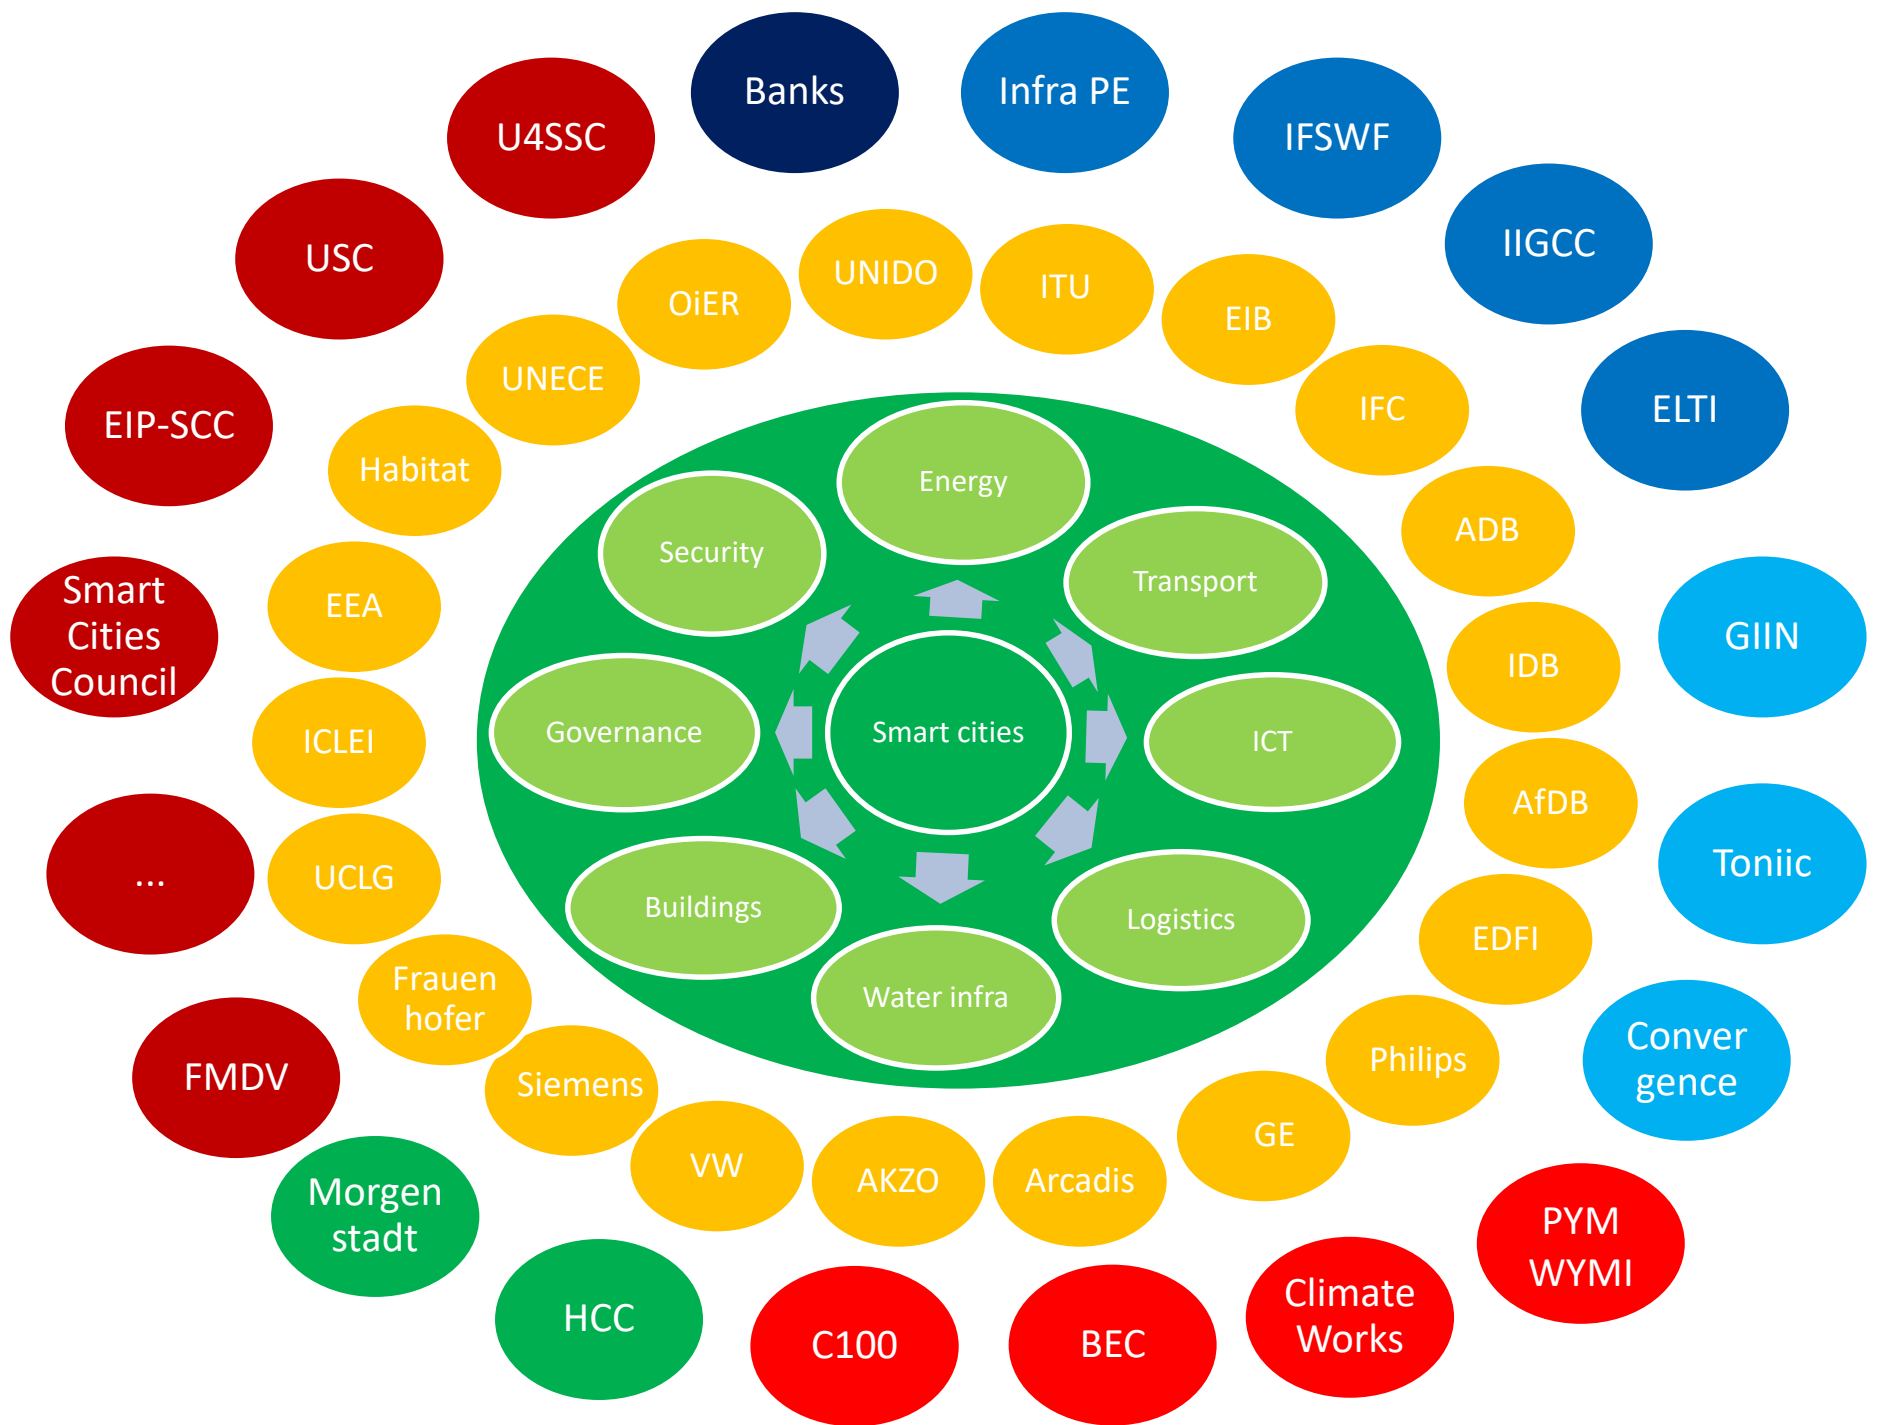 Banks
Infra PE
IFSWF
IIGCC
ELTI
GIIN
Toniic
Conver
gence
PYM
WYMI
Climate
Works
BEC
C100
HCC
Morgen
stadt
FMDV
...
Smart
Cities
Council
EIP-SCC
USC
U4SSC
UNIDO
ITU
EIB
IFC
ADB
IDB
AfDB
EDFI
Philips
GE
Arcadis
AKZO
VW
Siemens
Frauen
hofer
UCLG
ICLEI
EEA
Habitat
UNECE
OiER
Energy
Transport
ICT
Logistics
Water infra
Buildings
Governance
Security
Smart cities